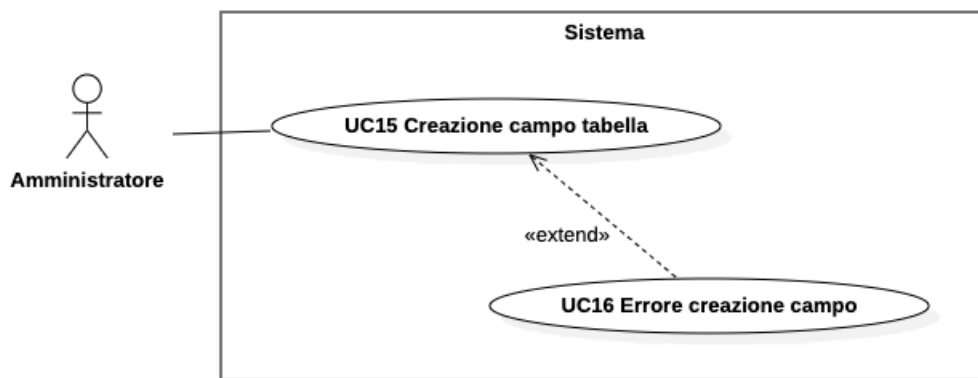 Sistema
UC15 Creazione campo tabella
Amministratore
«extend»
UC16 Errore creazione campo